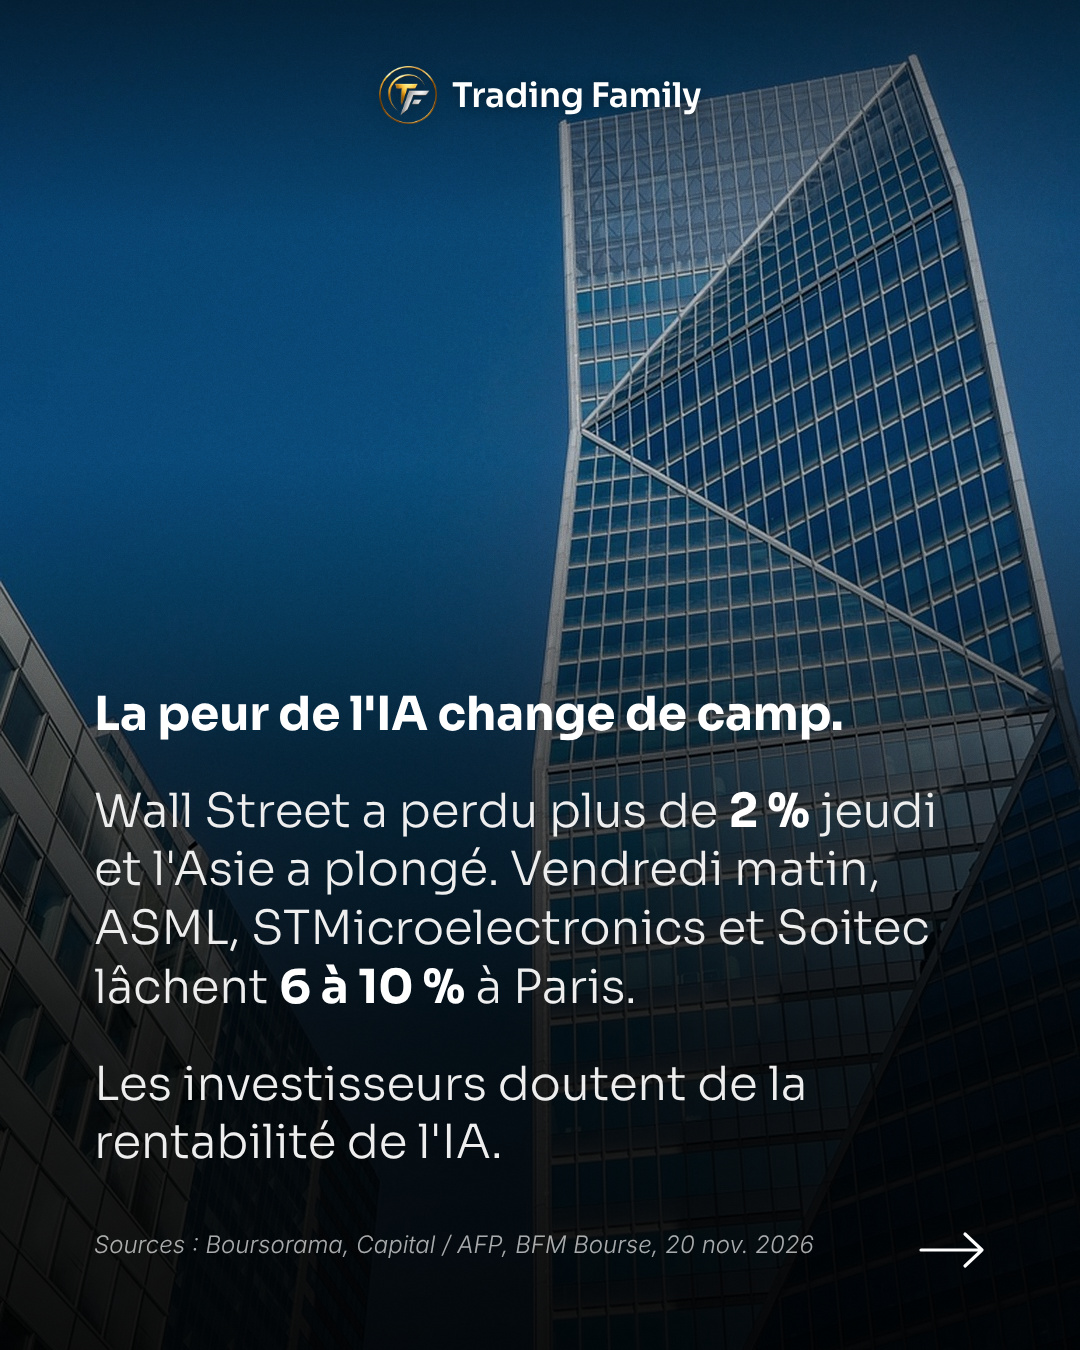 TF Trading Family
La peur de l'IA change de camp.
Wall Street a perdu plus de 2 % jeudi
et l'Asie a plongé. Vendredi matin,
ASML, STMicroelectronics et Soitec
lâchent 6 à 10 % à Paris.
Les investisseurs doutent de la
rentabilité de l'IA.
Sources : Boursorama, Capital / AFP, BFM Bourse, 20 nov. 2026